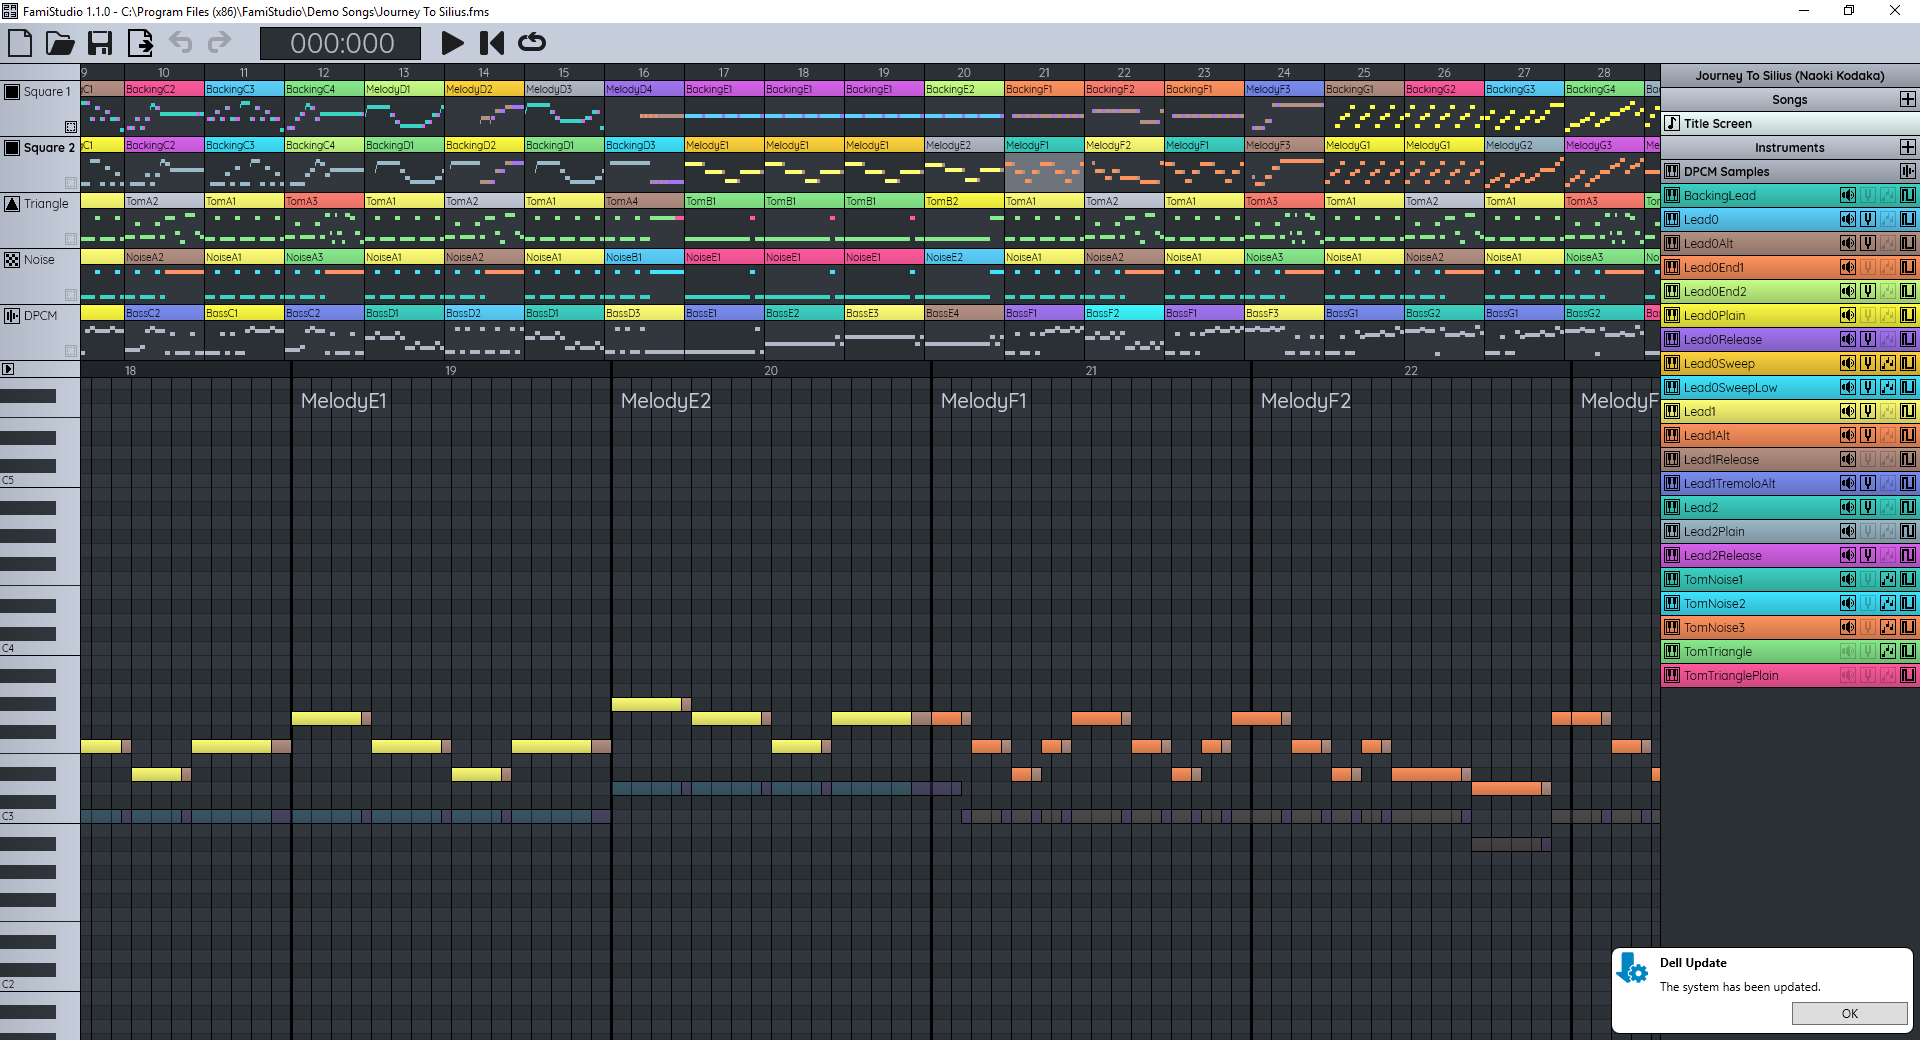 FamiStudio 1.1.0 - C:\Program Files (x86)\FamiStudio\Demo Songs\Journey To Silius.fms
000:000
9 10 11 12 13 14 15 16 17 18 19 20 21 22 23 24 25 26 27 28
Square 1
C1 BackingC2 BackingC3 BackingC4 MelodyD1 MelodyD2 MelodyD3 MelodyD4 BackingE1 BackingE1 BackingE1 BackingE2 BackingF1 BackingF2 BackingF1 MelodyF3 BackingG1 BackingG2 BackingG3 BackingG4 Bac
Square 2
C1 BackingC2 BackingC3 BackingC4 BackingD1 BackingD2 BackingD1 BackingD3 MelodyE1 MelodyE1 MelodyE1 MelodyE2 MelodyF1 MelodyF2 MelodyF1 MelodyF3 MelodyG1 MelodyG1 MelodyG2 MelodyG3 Me
Triangle
TomA2 TomA1 TomA3 TomA1 TomA2 TomA1 TomA4 TomB1 TomB1 TomB1 TomB2 TomA1 TomA2 TomA1 TomA3 TomA1 TomA2 TomA1 TomA3 Tom
Noise
NoiseA2 NoiseA1 NoiseA3 NoiseA1 NoiseA2 NoiseA1 NoiseB1 NoiseE1 NoiseE1 NoiseE1 NoiseE2 NoiseA1 NoiseA2 NoiseA1 NoiseA3 NoiseA1 NoiseA2 NoiseA1 NoiseA3 No
DPCM
BassC2 BassC1 BassC2 BassD1 BassD2 BassD1 BassD3 BassE1 BassE2 BassE3 BassE4 BassF1 BassF2 BassF1 BassF3 BassG1 BassG2 BassG1 BassG2 Bas
18 19 20 21 22
MelodyE1 MelodyE2 MelodyF1 MelodyF2 MelodyF
C5
C4
C3
C2
Journey To Silius (Naoki Kodaka)
Songs
Title Screen
Instruments
DPCM Samples
BackingLead
Lead0
Lead0Alt
Lead0End1
Lead0End2
Lead0Plain
Lead0Release
Lead0Sweep
Lead0SweepLow
Lead1
Lead1Alt
Lead1Release
Lead1TremoloAlt
Lead2
Lead2Plain
Lead2Release
TomNoise1
TomNoise2
TomNoise3
TomTriangle
TomTrianglePlain
Dell Update
The system has been updated.
OK